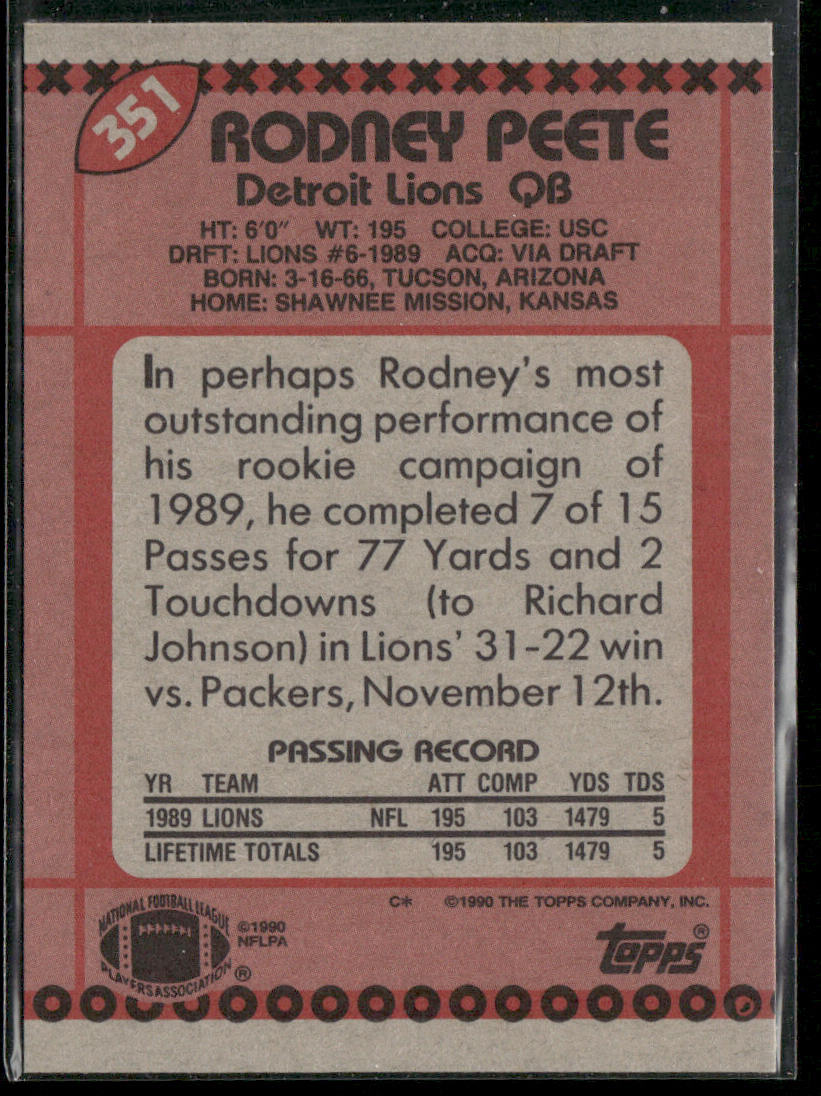 351
RODNEY PEETE
Detroit Lions QB
HT: 6'0" WT: 195 COLLEGE: USC
DRFT: LIONS #6-1989 ACQ: VIA DRAFT
BORN: 3-16-66, TUCSON, ARIZONA
HOME: SHAWNEE MISSION, KANSAS
In perhaps Rodney's most
outstanding performance of
his rookie campaign of
1989, he completed 7 of 15
Passes for 77 Yards and 2
Touchdowns (to Richard
Johnson) in Lions' 31-22 win
vs. Packers, November 12th.
PASSING RECORD
YR TEAM ATT COMP YDS TDS
1989 LIONS NFL 195 103 1479 5
LIFETIME TOTALS 195 103 1479 5
C* ©1990 THE TOPPS COMPANY, INC.
NATIONAL FOOTBALL LEAGUE
PLAYERS ASSOCIATION ®
©1990
NFLPA
topps®